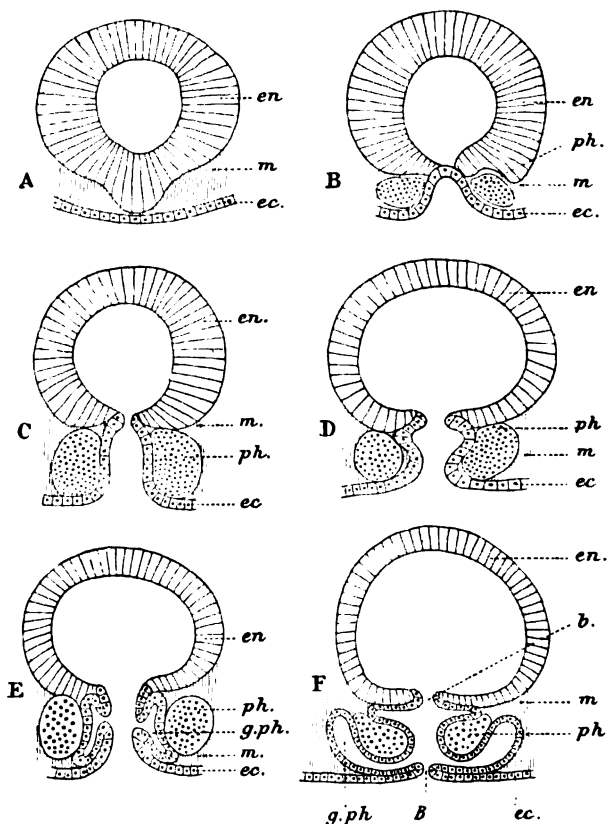 en
m
A
ec.
en
ph.
B
m
ec.
en.
C
m.
ph.
ec
en
D
ph
m
ec
en
E
ph.
g.ph.
m.
ec.
en.
b.
F
m
ph
g.ph B ec.